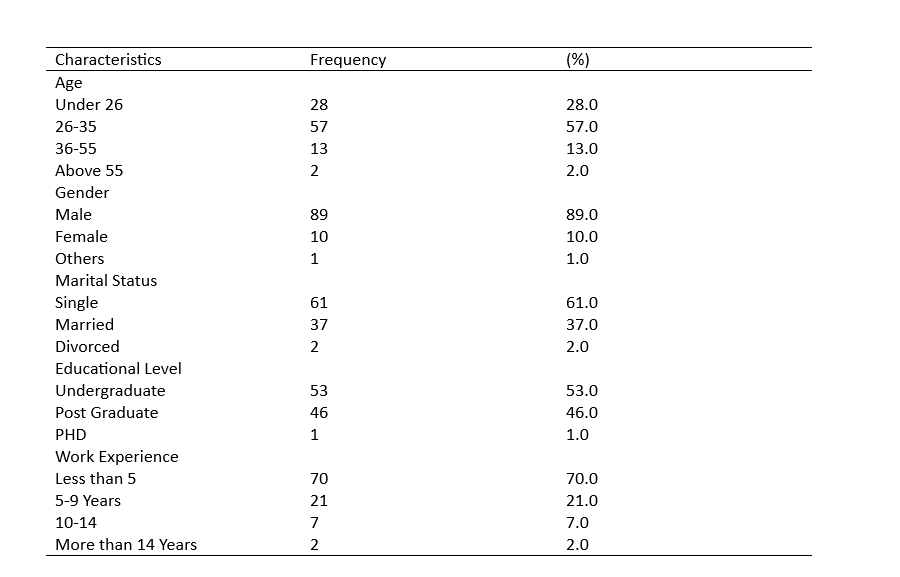 Characteristics Frequency (%)
Age
Under 26 28 28.0
26-35 57 57.0
36-55 13 13.0
Above 55 2 2.0
Gender
Male 89 89.0
Female 10 10.0
Others 1 1.0
Marital Status
Single 61 61.0
Married 37 37.0
Divorced 2 2.0
Educational Level
Undergraduate 53 53.0
Post Graduate 46 46.0
PHD 1 1.0
Work Experience
Less than 5 70 70.0
5-9 Years 21 21.0
10-14 7 7.0
More than 14 Years 2 2.0